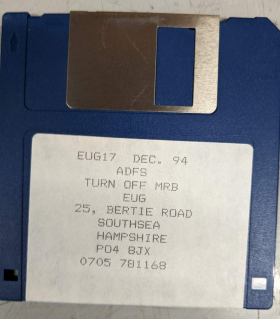 EUG17 DEC. 94
ADFS
TURN OFF MRB
EUG
25, BERTIE ROAD
SOUTHSEA
HAMPSHIRE
PO4 8JX
0705 781168